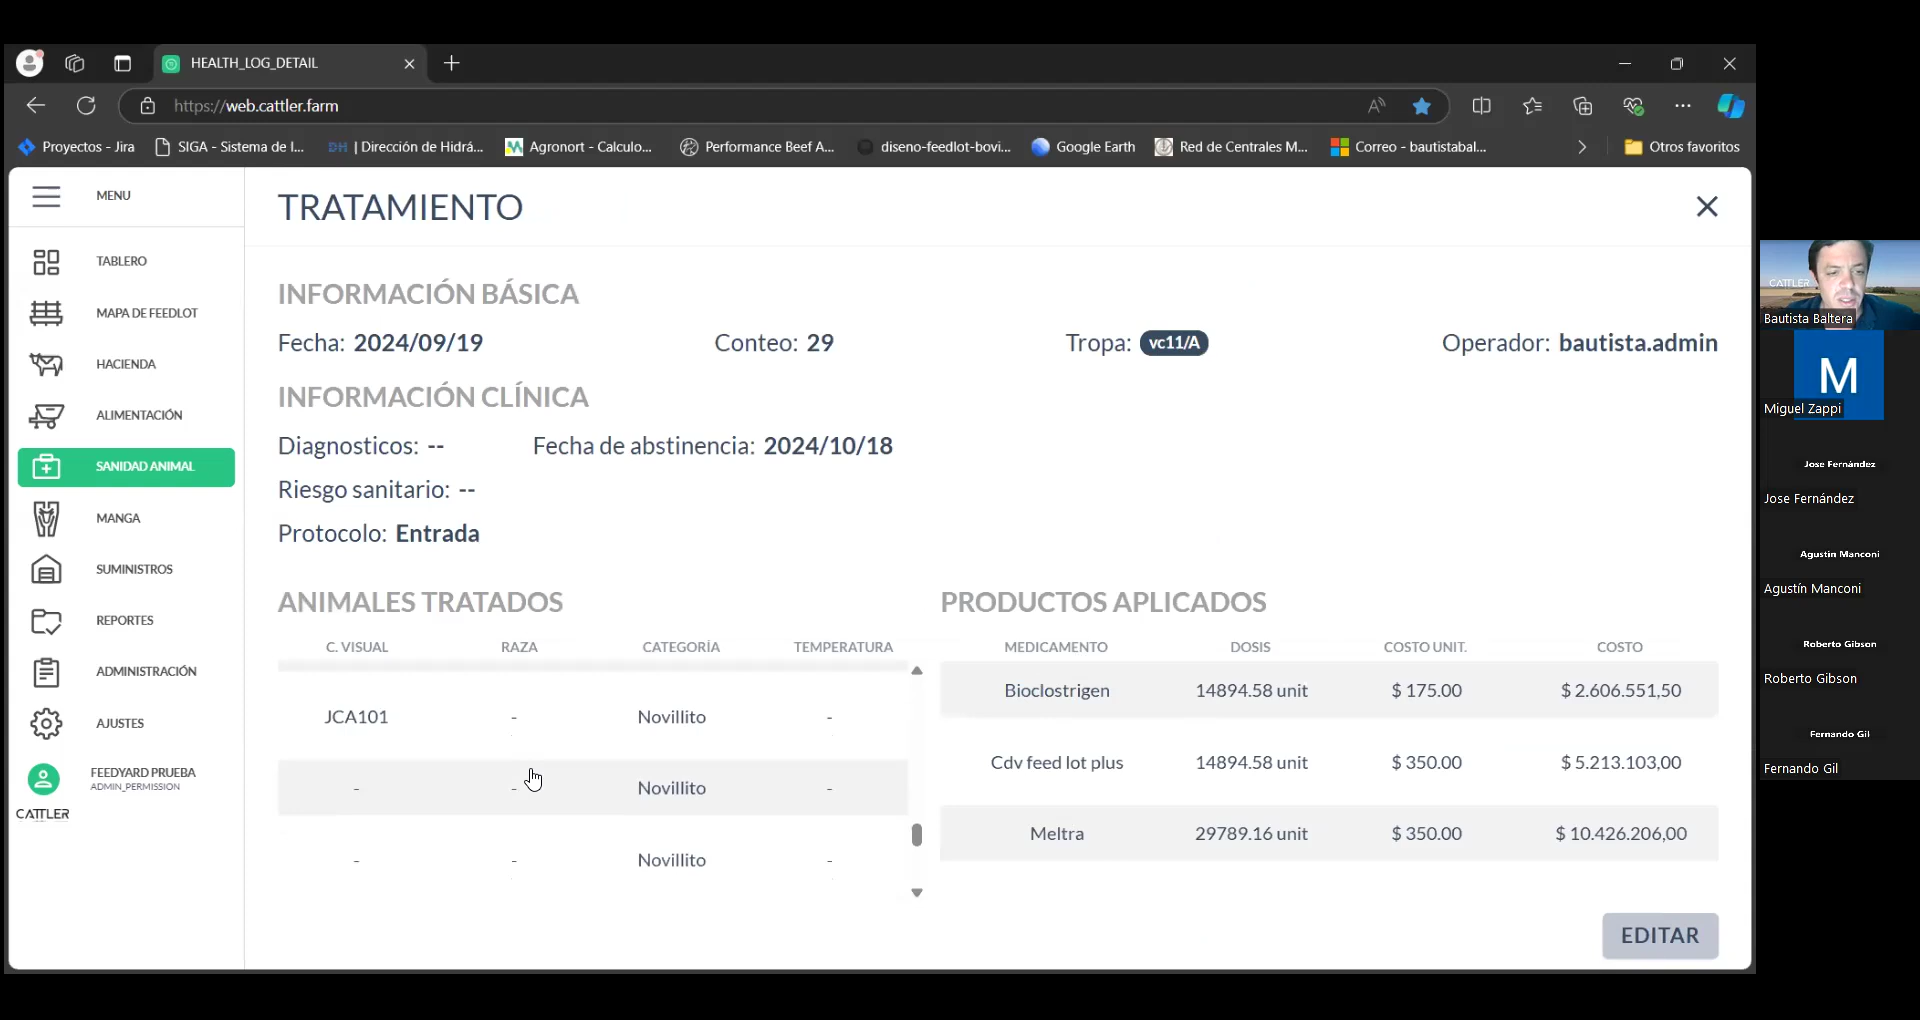 HEALTH_LOG_DETAIL
https://web.cattler.farm
Proyectos - Jira
SIGA - Sistema de I...
DH | Dirección de Hidrá...
Agronort - Calculo...
Performance Beef A...
diseno-feedlot-bovi...
Google Earth
Red de Centrales M...
Correo - bautistabal...
Otros favoritos
MENU
TABLERO
MAPA DE FEEDLOT
HACIENDA
ALIMENTACIÓN
SANIDAD ANIMAL
MANGA
SUMINISTROS
REPORTES
ADMINISTRACIÓN
AJUSTES
FEEDYARD PRUEBA
ADMIN_PERMISSION
CATTLER
TRATAMIENTO
INFORMACIÓN BÁSICA
Fecha: 2024/09/19 Conteo: 29 Tropa: vc11/A Operador: bautista.admin
INFORMACIÓN CLÍNICA
Diagnosticos: -- Fecha de abstinencia: 2024/10/18
Riesgo sanitario: --
Protocolo: Entrada
ANIMALES TRATADOS
C. VISUAL RAZA CATEGORÍA TEMPERATURA
JCA101 - Novillito -
- - Novillito -
- - Novillito -
PRODUCTOS APLICADOS
MEDICAMENTO DOSIS COSTO UNIT. COSTO
Bioclostrigen 14894.58 unit $ 175.00 $ 2.606.551,50
Cdv feed lot plus 14894.58 unit $ 350.00 $ 5.213.103,00
Meltra 29789.16 unit $ 350.00 $ 10.426.206,00
EDITAR
CATTLER
Bautista Baltera
M
Miguel Zappi
Jose Fernández
Jose Fernández
Agustín Manconi
Agustín Manconi
Roberto Gibson
Roberto Gibson
Fernando Gil
Fernando Gil